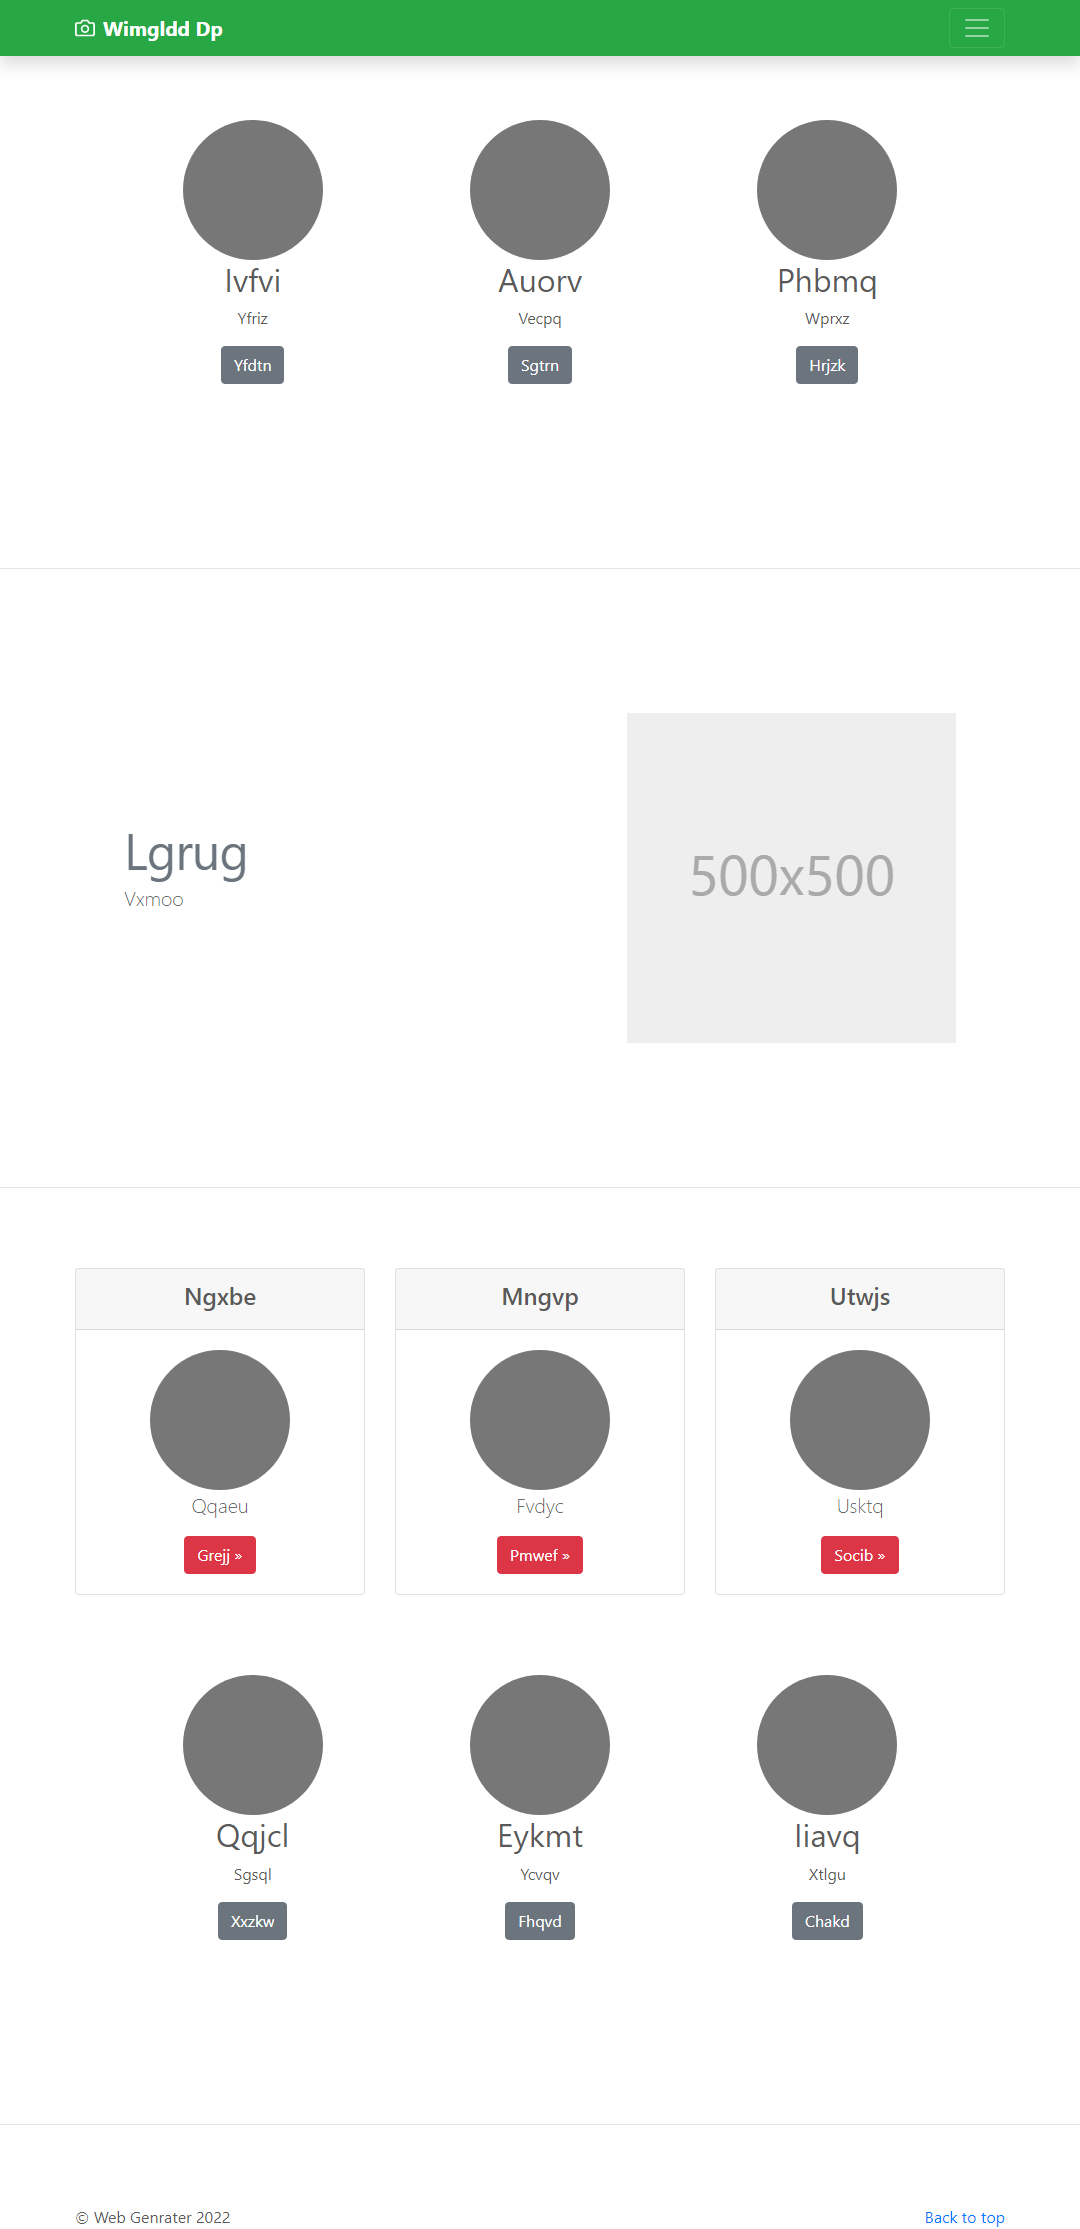 Wimgldd Dp
Ivfvi
Auorv
Phbmq
Yfriz
Vecpq
Wprxz
Yfdtn
Sgtrn
Hrjzk
Lgrug
Vxmoo
500x500
Ngxbe
Mngvp
Utwjs
Qqaeu
Fvdyc
Usktq
Grejj »
Pmwef »
Socib »
Qqjcl
Eykmt
Iiavq
Sgsql
Ycvqv
Xtlgu
Xxzkw
Fhqvd
Chakd
© Web Genrater 2022
Back to top